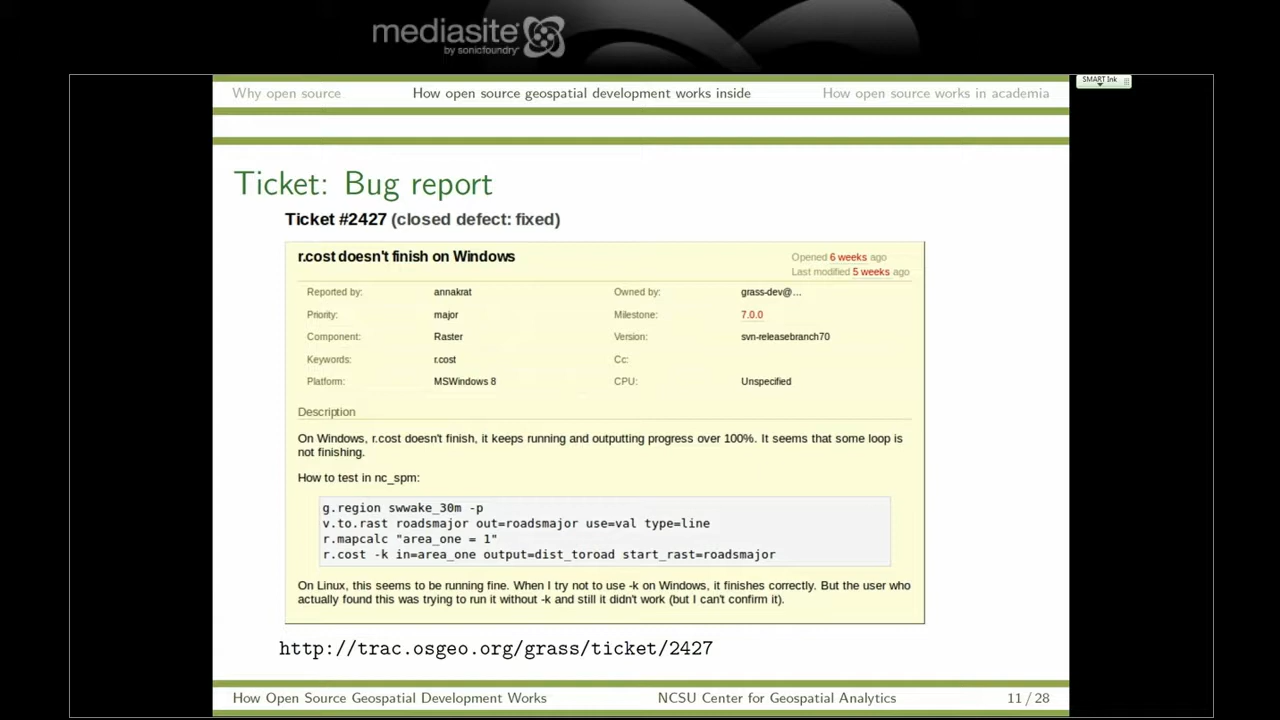 mediasite
by sonicfoundry
SMART Ink
Why open source
How open source geospatial development works inside
How open source works in academia
Ticket: Bug report
Ticket #2427 (closed defect: fixed)
r.cost doesn't finish on Windows
Opened 6 weeks ago
Last modified 5 weeks ago
Reported by: annakrat Owned by: grass-dev@...
Priority: major Milestone: 7.0.0
Component: Raster Version: svn-releasebranch70
Keywords: r.cost Cc:
Platform: MSWindows 8 CPU: Unspecified
Description
On Windows, r.cost doesn't finish, it keeps running and outputting progress over 100%. It seems that some loop is
not finishing.
How to test in nc_spm:
g.region swwake_30m -p
v.to.rast roadsmajor out=roadsmajor use=val type=line
r.mapcalc "area_one = 1"
r.cost -k in=area_one output=dist_toroad start_rast=roadsmajor
On Linux, this seems to be running fine. When I try not to use -k on Windows, it finishes correctly. But the user who
actually found this was trying to run it without -k and still it didn't work (but I can't confirm it).
http://trac.osgeo.org/grass/ticket/2427
How Open Source Geospatial Development Works
NCSU Center for Geospatial Analytics
11 / 28